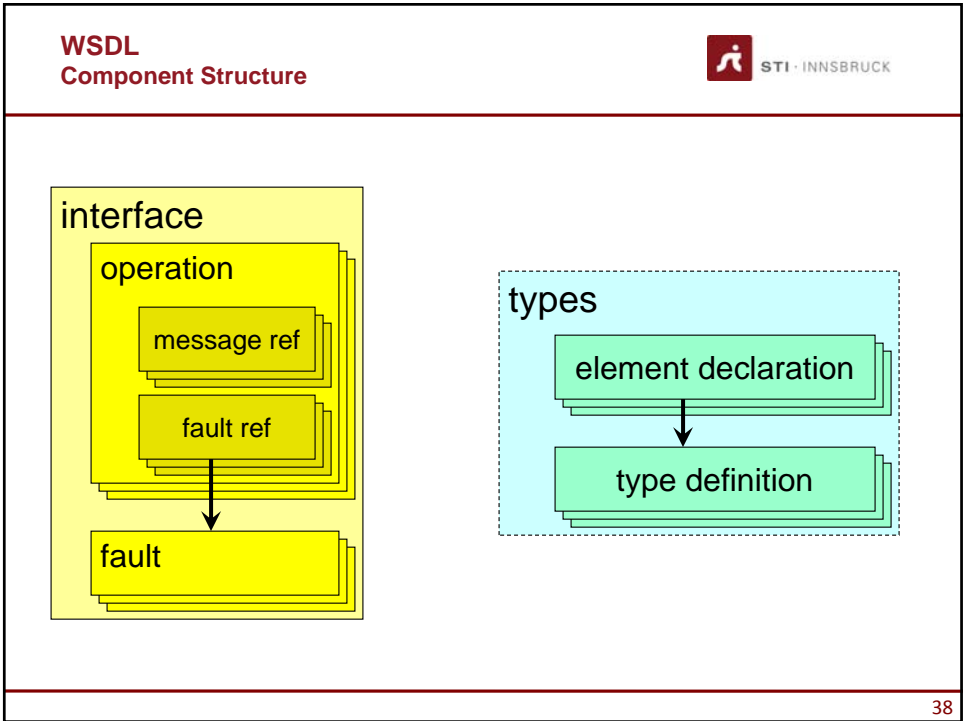 WSDL
Component Structure
STI · INNSBRUCK
interface
operation
message ref
fault ref
fault
types
element declaration
type definition
38